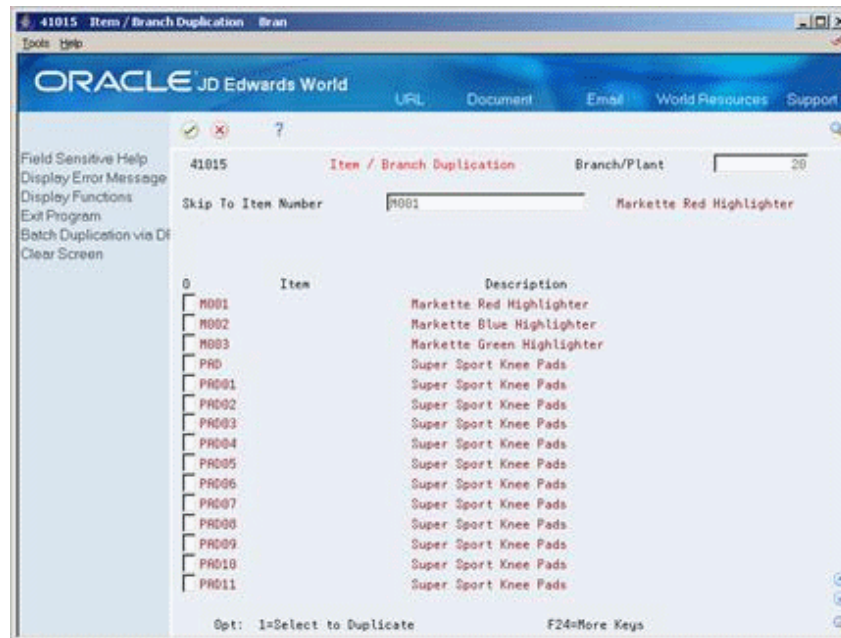 41015 Item / Branch Duplication Bran
Tools Help
ORACLE JD Edwards World
URL Document Email World Resources Support
Field Sensitive Help
Display Error Message
Display Functions
Exit Program
Batch Duplication via D
Clear Screen
?
41015 Item / Branch Duplication Branch/Plant 20
Skip To Item Number M001 Markette Red Highlighter
O Item Description
M001 Markette Red Highlighter
M002 Markette Blue Highlighter
M003 Markette Green Highlighter
PAD Super Sport Knee Pads
PAD01 Super Sport Knee Pads
PAD02 Super Sport Knee Pads
PAD03 Super Sport Knee Pads
PAD04 Super Sport Knee Pads
PAD05 Super Sport Knee Pads
PAD06 Super Sport Knee Pads
PAD07 Super Sport Knee Pads
PAD08 Super Sport Knee Pads
PAD09 Super Sport Knee Pads
PAD10 Super Sport Knee Pads
PAD11 Super Sport Knee Pads
Opt: 1=Select to Duplicate F24=More Keys